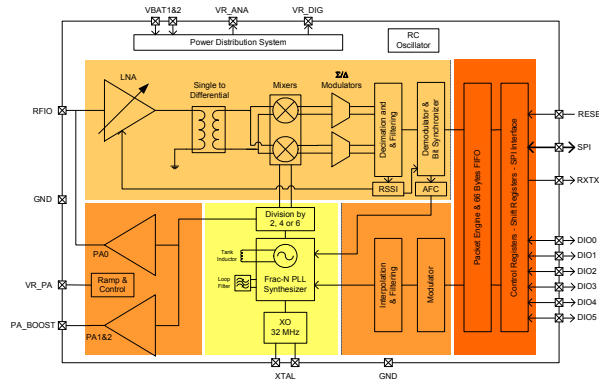 VBAT1&2
VR_ANA
VR_DIG
Power Distribution System
RC
Oscillator
LNA
Single to
Differential
Mixers
Σ/Δ
Modulators
RFIO
Decimation and
& Filtering
Demodulator &
Bit Synchronizer
RSSI
AFC
Packet Engine & 66 Bytes FIFO
Control Registers - Shift Registers - SPI Interface
RESE
SPI
RXTX
GND
Division by
2, 4 or 6
PA0
Tank
Inductor
Loop
Filter
Frac-N PLL
Synthesizer
Interpolation
& Filtering
Modulator
DIO0
DIO1
DIO2
DIO3
DIO4
DIO5
VR_PA
Ramp &
Control
PA_BOOST
PA1&2
XO
32 MHz
XTAL
GND